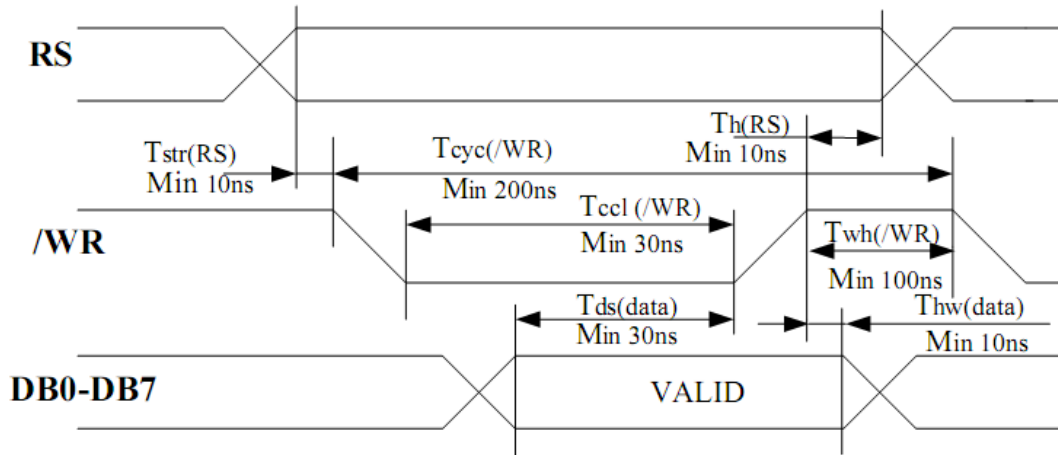 RS
Th(RS)
Min 10ns
Tstr(RS)
Min 10ns
Tcyc(/WR)
Min 200ns
/WR
Tccl (/WR)
Min 30ns
Twh(/WR)
Min 100ns
Tds(data)
Min 30ns
Thw(data)
Min 10ns
DB0-DB7
VALID